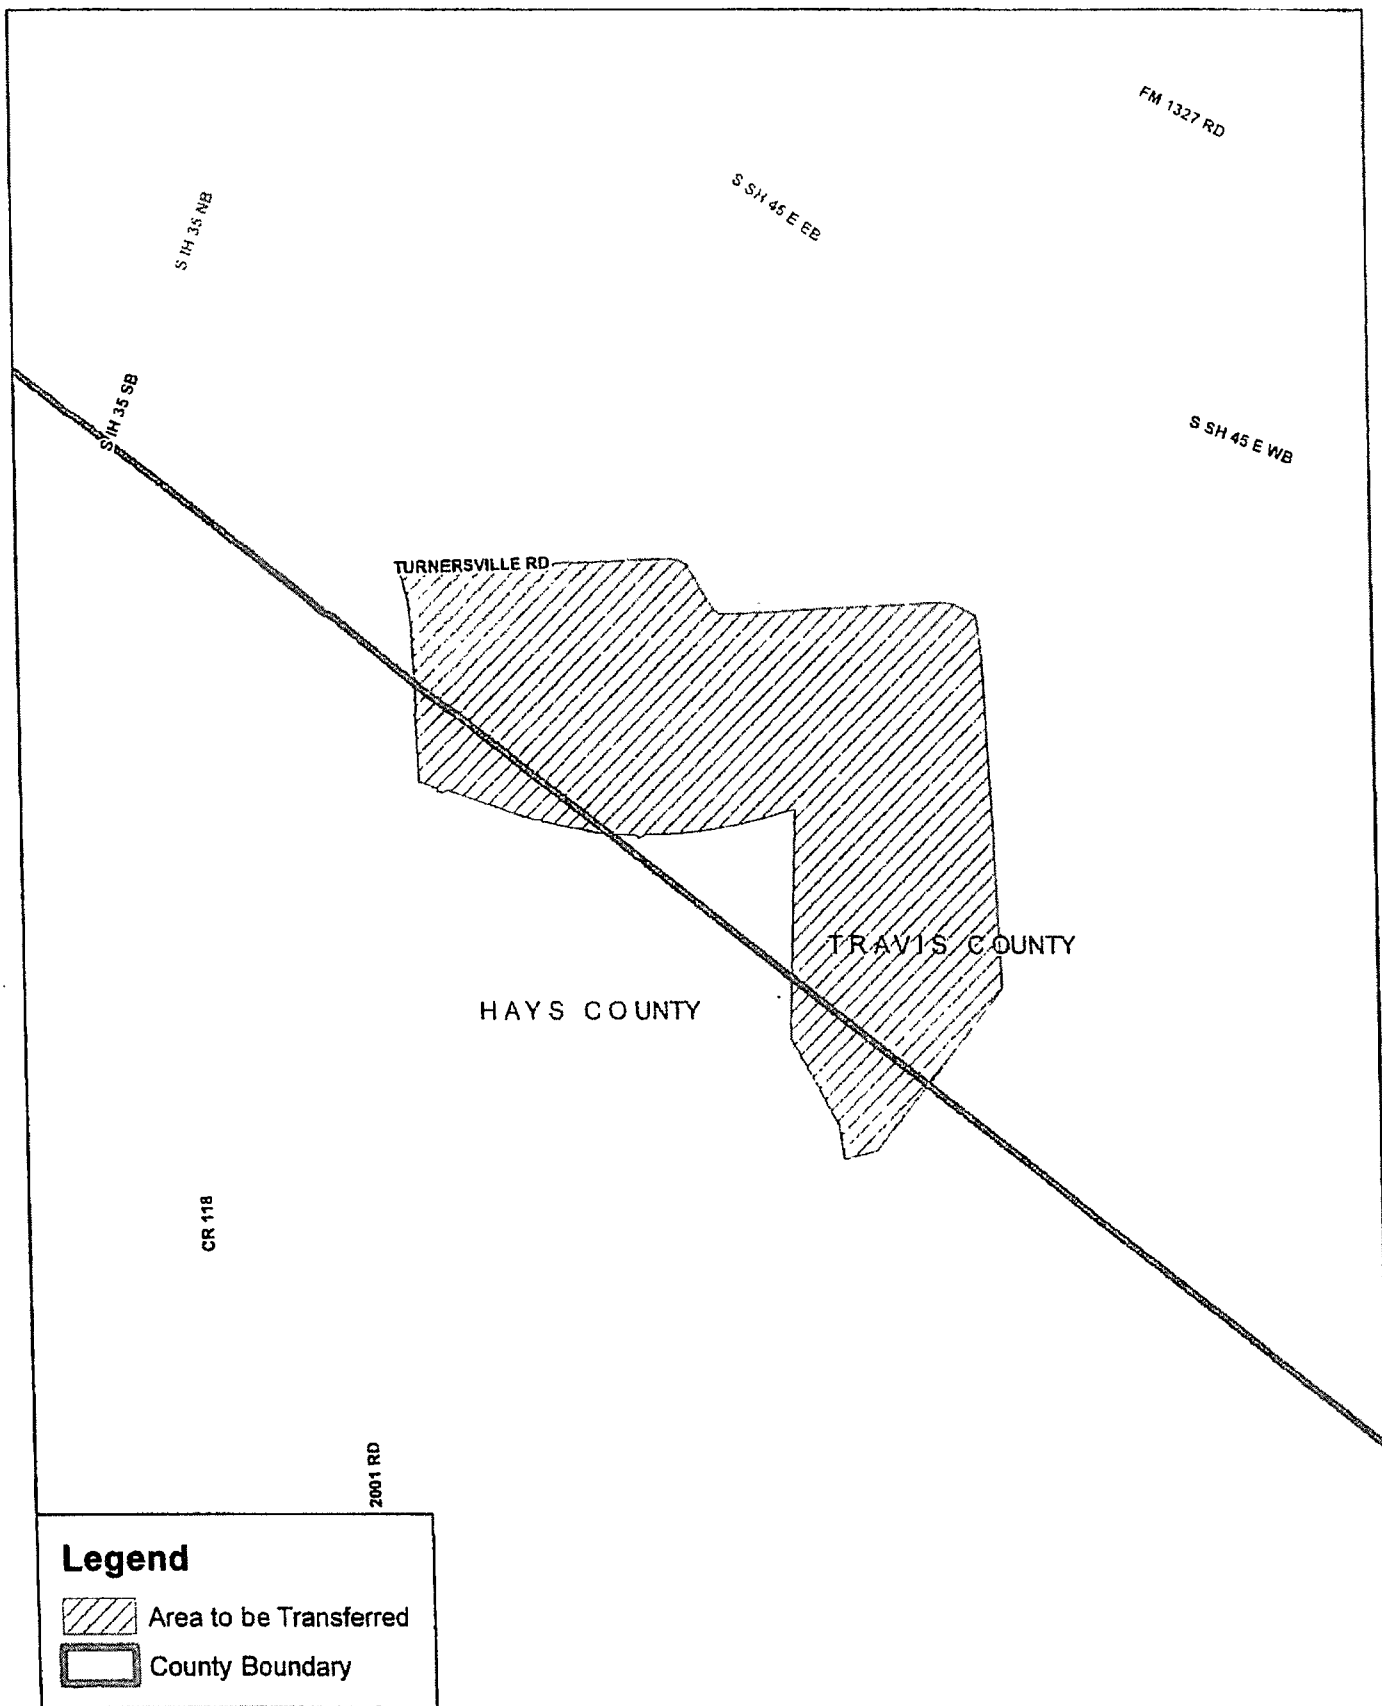 FM 1327 RD
S SH 45 E EB
S IH 35 NB
S IH 35 SB
S SH 45 E WB
TURNERSVILLE RD
TRAVIS COUNTY
HAYS COUNTY
CR 118
2001 RD
Legend
Area to be Transferred
County Boundary